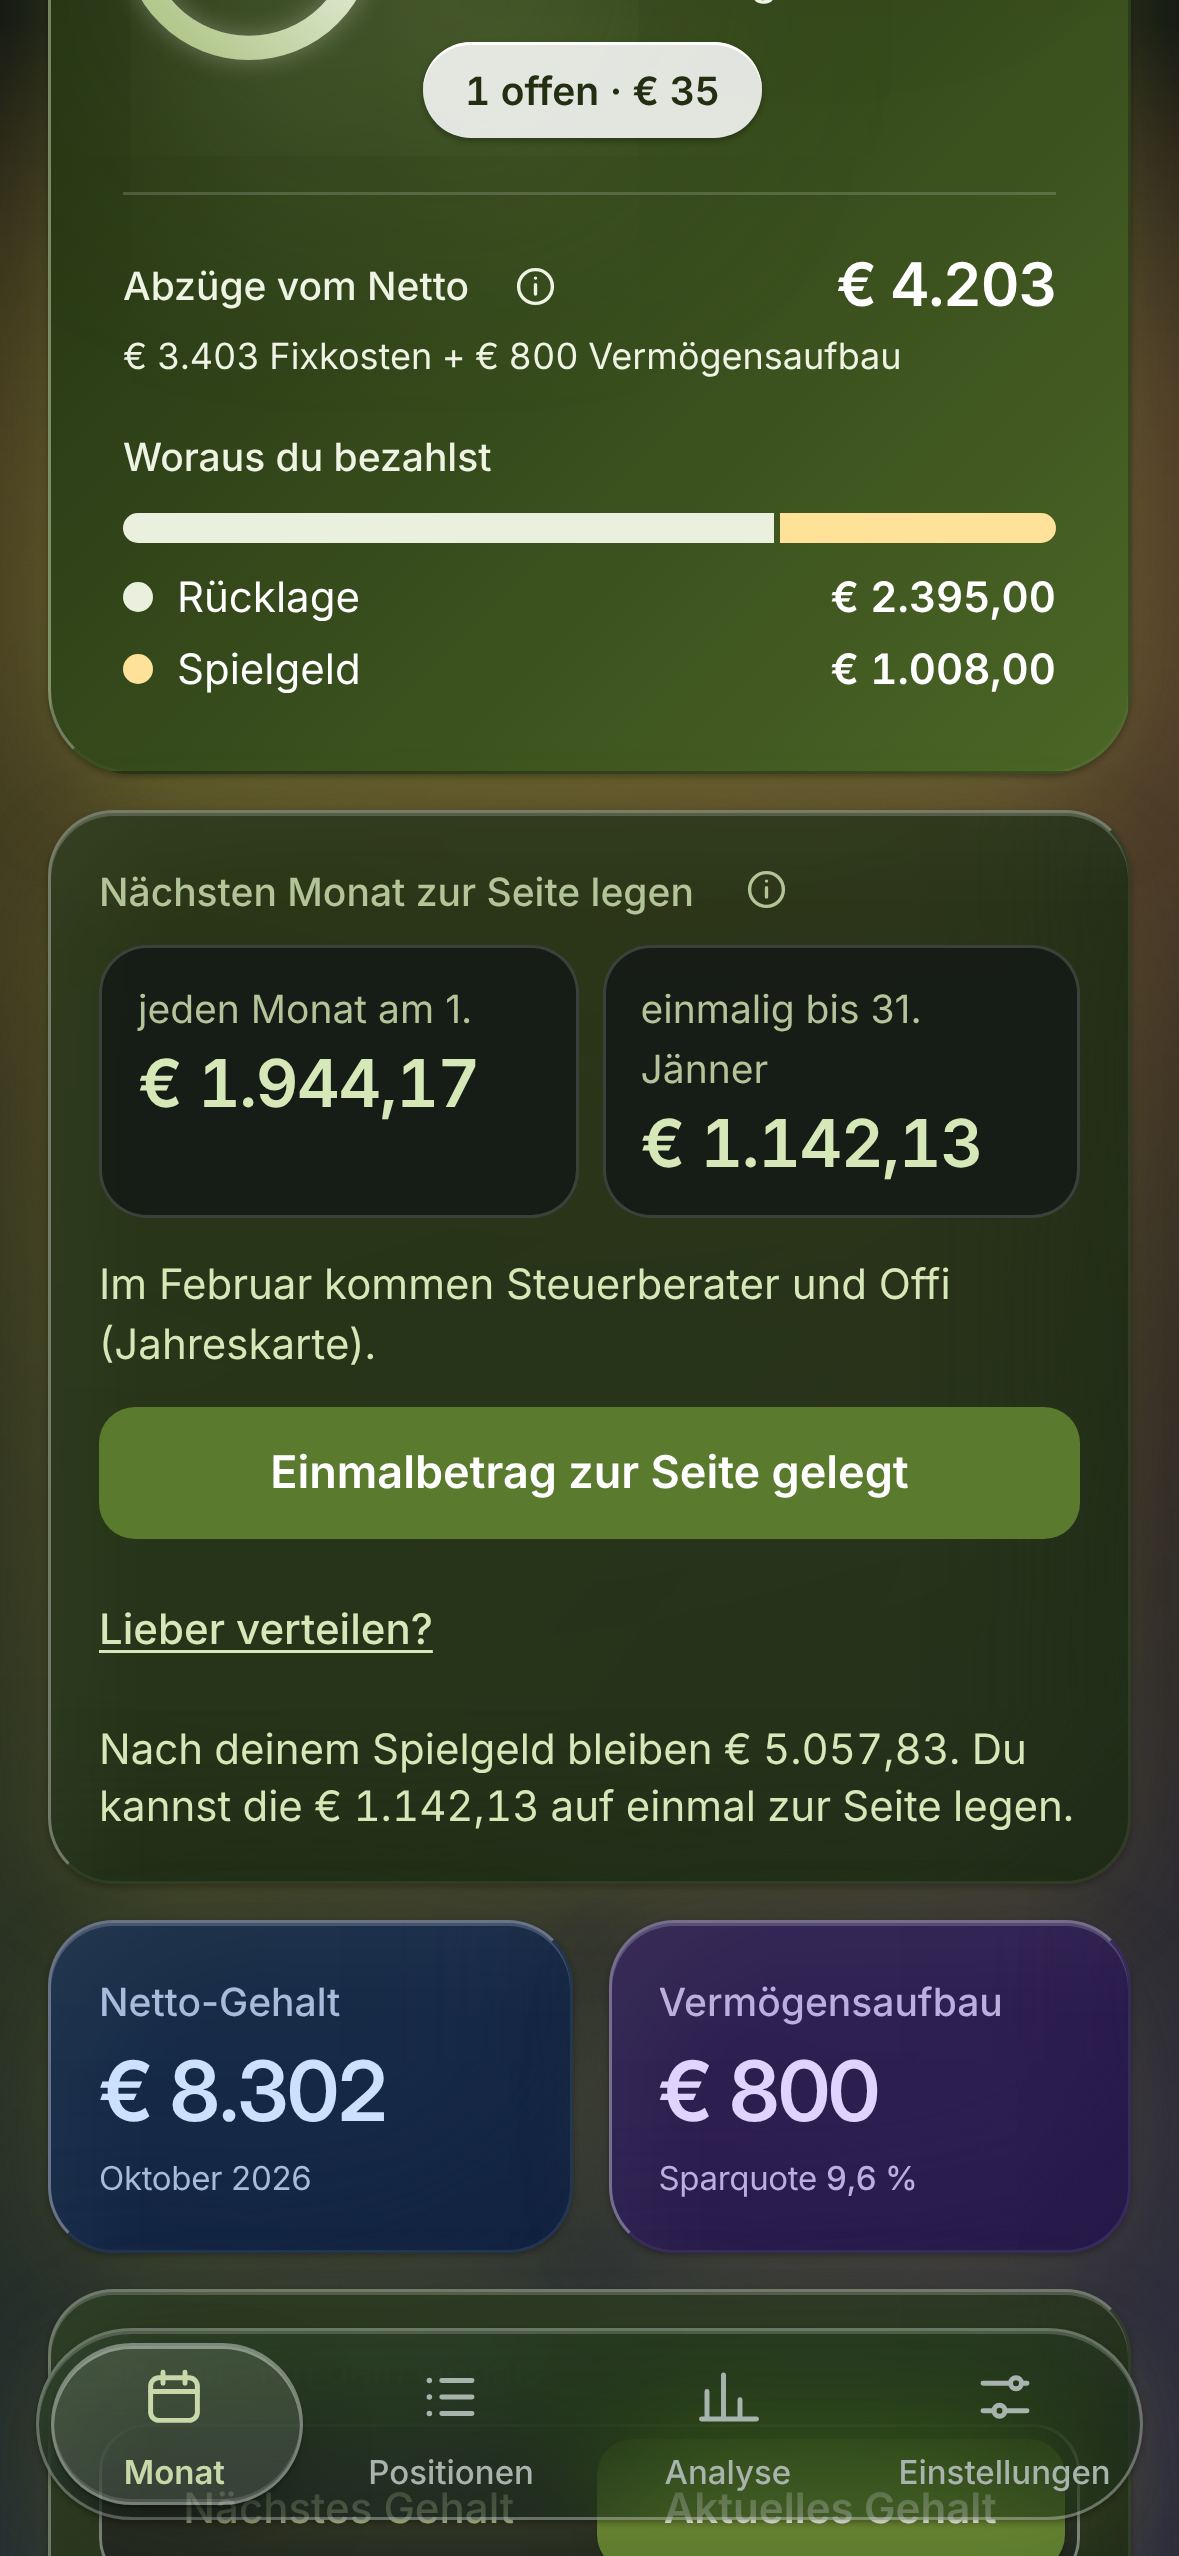 1 offen · € 35
Abzüge vom Netto
€ 4.203
€ 3.403 Fixkosten + € 800 Vermögensaufbau
Woraus du bezahlst
Rücklage
€ 2.395,00
Spielgeld
€ 1.008,00
Nächsten Monat zur Seite legen
jeden Monat am 1.
€ 1.944,17
einmalig bis 31.
Jänner
€ 1.142,13
Im Februar kommen Steuerberater und Offi
(Jahreskarte).
Einmalbetrag zur Seite gelegt
Lieber verteilen?
Nach deinem Spielgeld bleiben € 5.057,83. Du
kannst die € 1.142,13 auf einmal zur Seite legen.
Netto-Gehalt
€ 8.302
Oktober 2026
Vermögensaufbau
€ 800
Sparquote 9,6 %
Monat
Positionen
Analyse
Einstellungen
Nächstes Gehalt
Aktuelles Gehalt